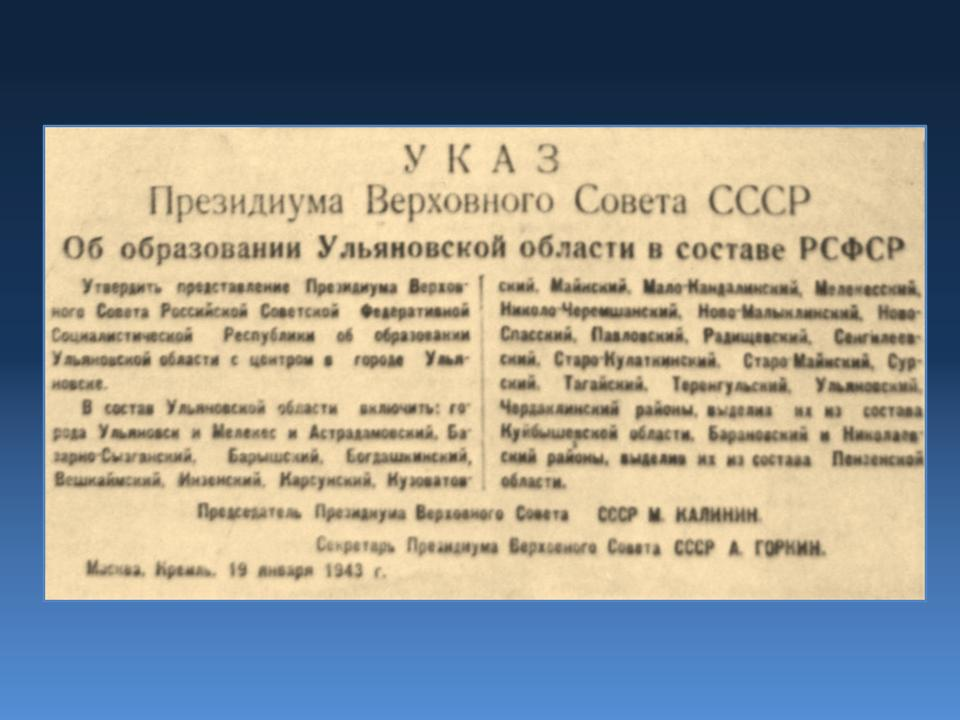 УКАЗ
Президиума Верховного Совета СССР
Об образовании Ульяновской области в составе РСФСР
Утвердить представление Президиума Верхов-
ного Совета Российской Советской Федеративной
Социалистической Республики об образовании
Ульяновской области с центром в городе Улья-
новске.
В состав Ульяновской области включить: го-
рода Ульяновск и Мелекес и Астрадамовский, Ба-
зарно-Сызганский, Барышский, Богдашкинский,
Вешкаймский, Инзенский, Карсунский, Кузоватов-
ский, Майнский, Мало-Кандалинский, Мелекесский,
Николо-Черемшанский, Ново-Малыклинский, Ново-
Спасский, Павловский, Радищевский, Сенгилеев-
ский, Старо-Кулаткинский, Старо Майнский, Сур-
ский, Тагайский, Теренгульский, Ульяновский,
Чердаклинский районы, выделив их из состава
Куйбышевской области, Барановский и Николаев-
ский районы, выделив их из состава Пензенской
области.
Председатель Президиума Верховного Совета СССР М. КАЛИНИН.
Секретарь Президиума Верховного Совета СССР А. ГОРКИН.
Москва, Кремль. 19 января 1943 г.